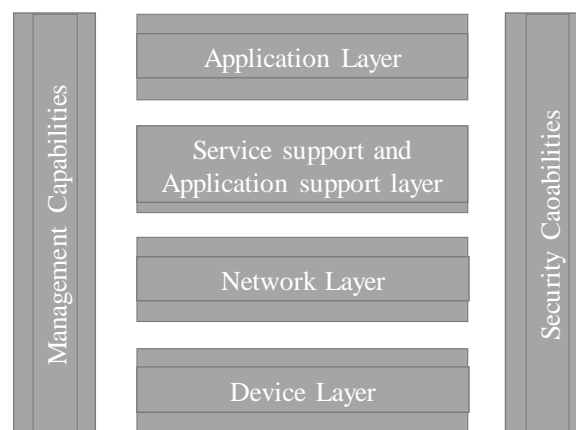 Management Capabilities
Application Layer
Service support and
Application support layer
Network Layer
Device Layer
Security Caoabilities